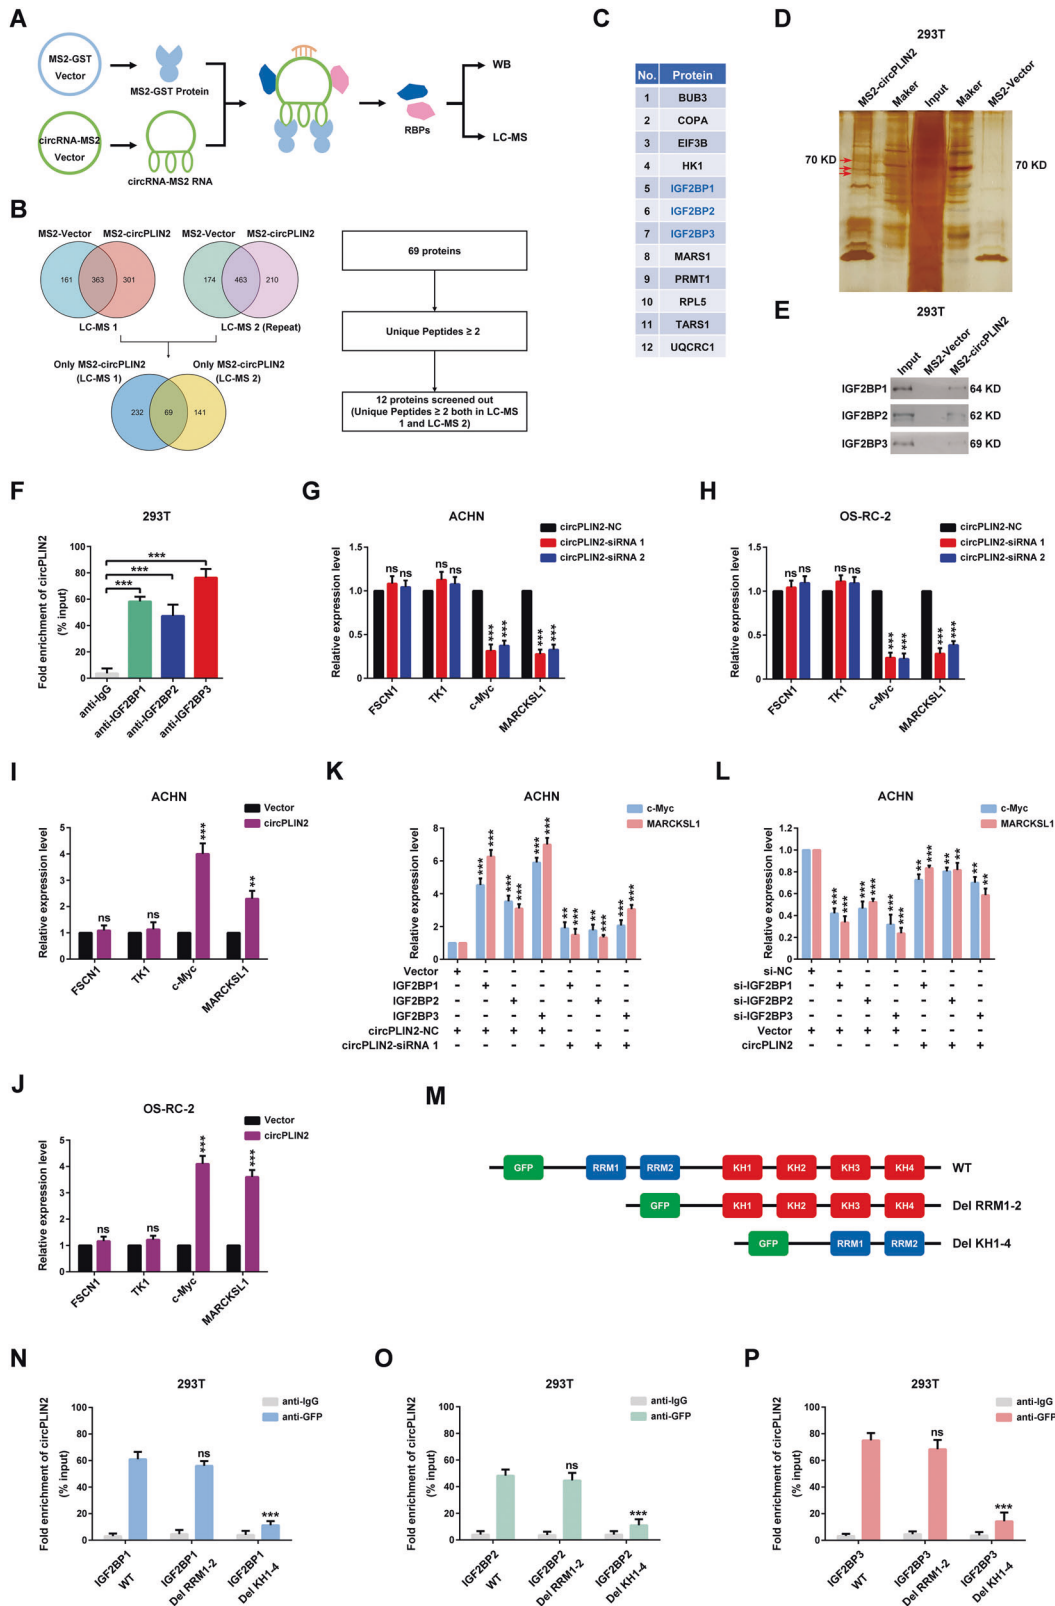 A
MS2-GST
Vector
MS2-GST Protein
circRNA-MS2
Vector
circRNA-MS2 RNA
RBPs
WB
LC-MS
B
MS2-Vector MS2-circPLIN2
161 363 301
LC-MS 1
MS2-Vector MS2-circPLIN2
174 463 210
LC-MS 2 (Repeat)
Only MS2-circPLIN2
(LC-MS 1)
Only MS2-circPLIN2
(LC-MS 2)
232 69 141
69 proteins
Unique Peptides ≥ 2
12 proteins screened out
(Unique Peptides ≥ 2 both in LC-MS
1 and LC-MS 2)
C
No. Protein
1 BUB3
2 COPA
3 EIF3B
4 HK1
5 IGF2BP1
6 IGF2BP2
7 IGF2BP3
8 MARS1
9 PRMT1
10 RPL5
11 TARS1
12 UQCRC1
D
293T
MS2-circPLIN2
Maker
Input
Maker
MS2-Vector
70 KD
70 KD
E
293T
Input
MS2-Vector
MS2-circPLIN2
IGF2BP1 64 KD
IGF2BP2 62 KD
IGF2BP3 69 KD
F
293T
Fold enrichment of circPLIN2
(% input)
100
80
60
40
20
0
***
***
***
anti-IgG
anti-IGF2BP1
anti-IGF2BP2
anti-IGF2BP3
G
ACHN
circPLIN2-NC
circPLIN2-siRNA 1
circPLIN2-siRNA 2
Relative expression level
1.5
1.0
0.5
0.0
ns ns ns ns *** *** *** ***
FSCN1
TK1
c-Myc
MARCKSL1
H
OS-RC-2
circPLIN2-NC
circPLIN2-siRNA 1
circPLIN2-siRNA 2
Relative expression level
1.5
1.0
0.5
0.0
ns ns ns ns *** *** *** ***
FSCN1
TK1
c-Myc
MARCKSL1
I
ACHN
Vector
circPLIN2
Relative expression level
5
4
3
2
1
0
ns ns *** **
FSCN1
TK1
c-Myc
MARCKSL1
K
ACHN
c-Myc
MARCKSL1
Relative expression level
8
6
4
2
0
*** *** *** *** *** *** ** *** ** *** *** ***
Vector + - - - - - -
IGF2BP1 - + - - + - -
IGF2BP2 - - + - - + -
IGF2BP3 - - - + - - +
circPLIN2-NC + + + + - - -
circPLIN2-siRNA 1 - - - - + + +
L
ACHN
c-Myc
MARCKSL1
Relative expression level
1.2
1.0
0.8
0.6
0.4
0.2
0.0
*** *** *** *** *** *** ** *** ** ** ** **
si-NC + - - - - - -
si-IGF2BP1 - + - - + - -
si-IGF2BP2 - - + - - + -
si-IGF2BP3 - - - + - - +
Vector + + + + - - -
circPLIN2 - - - - + + +
J
OS-RC-2
Vector
circPLIN2
Relative expression level
5
4
3
2
1
0
ns ns *** ***
FSCN1
TK1
c-Myc
MARCKSL1
M
GFP RRM1 RRM2 KH1 KH2 KH3 KH4 WT
GFP KH1 KH2 KH3 KH4 Del RRM1-2
GFP RRM1 RRM2 Del KH1-4
N
293T
anti-IgG
anti-GFP
Fold enrichment of circPLIN2
(% input)
100
80
60
40
20
0
ns ***
IGF2BP1
WT
IGF2BP1
Del RRM1-2
IGF2BP1
Del KH1-4
O
293T
anti-IgG
anti-GFP
Fold enrichment of circPLIN2
(% input)
100
80
60
40
20
0
ns ***
IGF2BP2
WT
IGF2BP2
Del RRM1-2
IGF2BP2
Del KH1-4
P
293T
anti-IgG
anti-GFP
Fold enrichment of circPLIN2
(% input)
100
80
60
40
20
0
ns ***
IGF2BP3
WT
IGF2BP3
Del RRM1-2
IGF2BP3
Del KH1-4